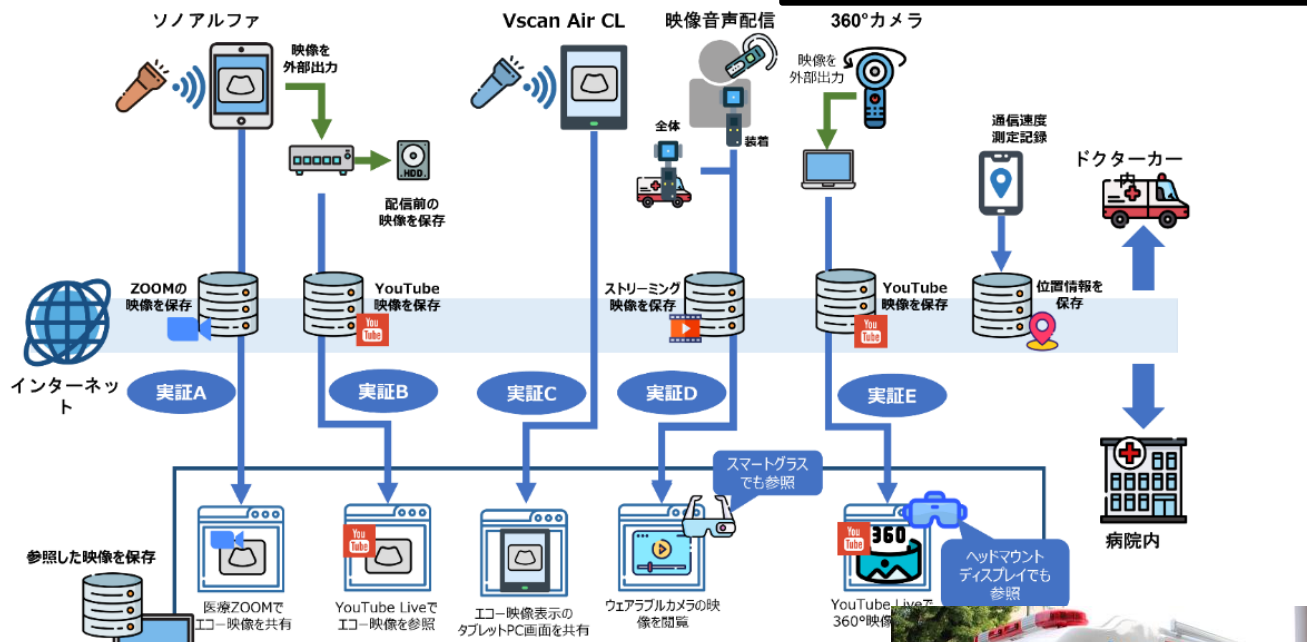 ソノアルファ
Vscan Air CL
映像音声配信
360°カメラ
映像を
外部出力
映像を
外部出力
全体
装着
HDD
配信前の
映像を保存
通信速度
測定記録
ドクターカー
内
ZOOMの
映像を保存
YouTube
映像を保存
You
Tube
ストリーミング
映像を保存
YouTube
映像を保存
You
Tube
位置情報を
保存
インターネッ
ト
実証A
実証B
実証C
実証D
実証E
スマートグラス
でも参照
You
Tube
You
Tube
360
ヘッドマウント
ディスプレイでも
参照
病院内
参照した映像を保存
医療ZOOMで
エコー映像を共有
YouTube Liveで
エコー映像を参照
エコー映像表示の
タブレットPC画面を共有
ウェアラブルカメラの映
像を閲覧
YouTube Liveで
360°映像